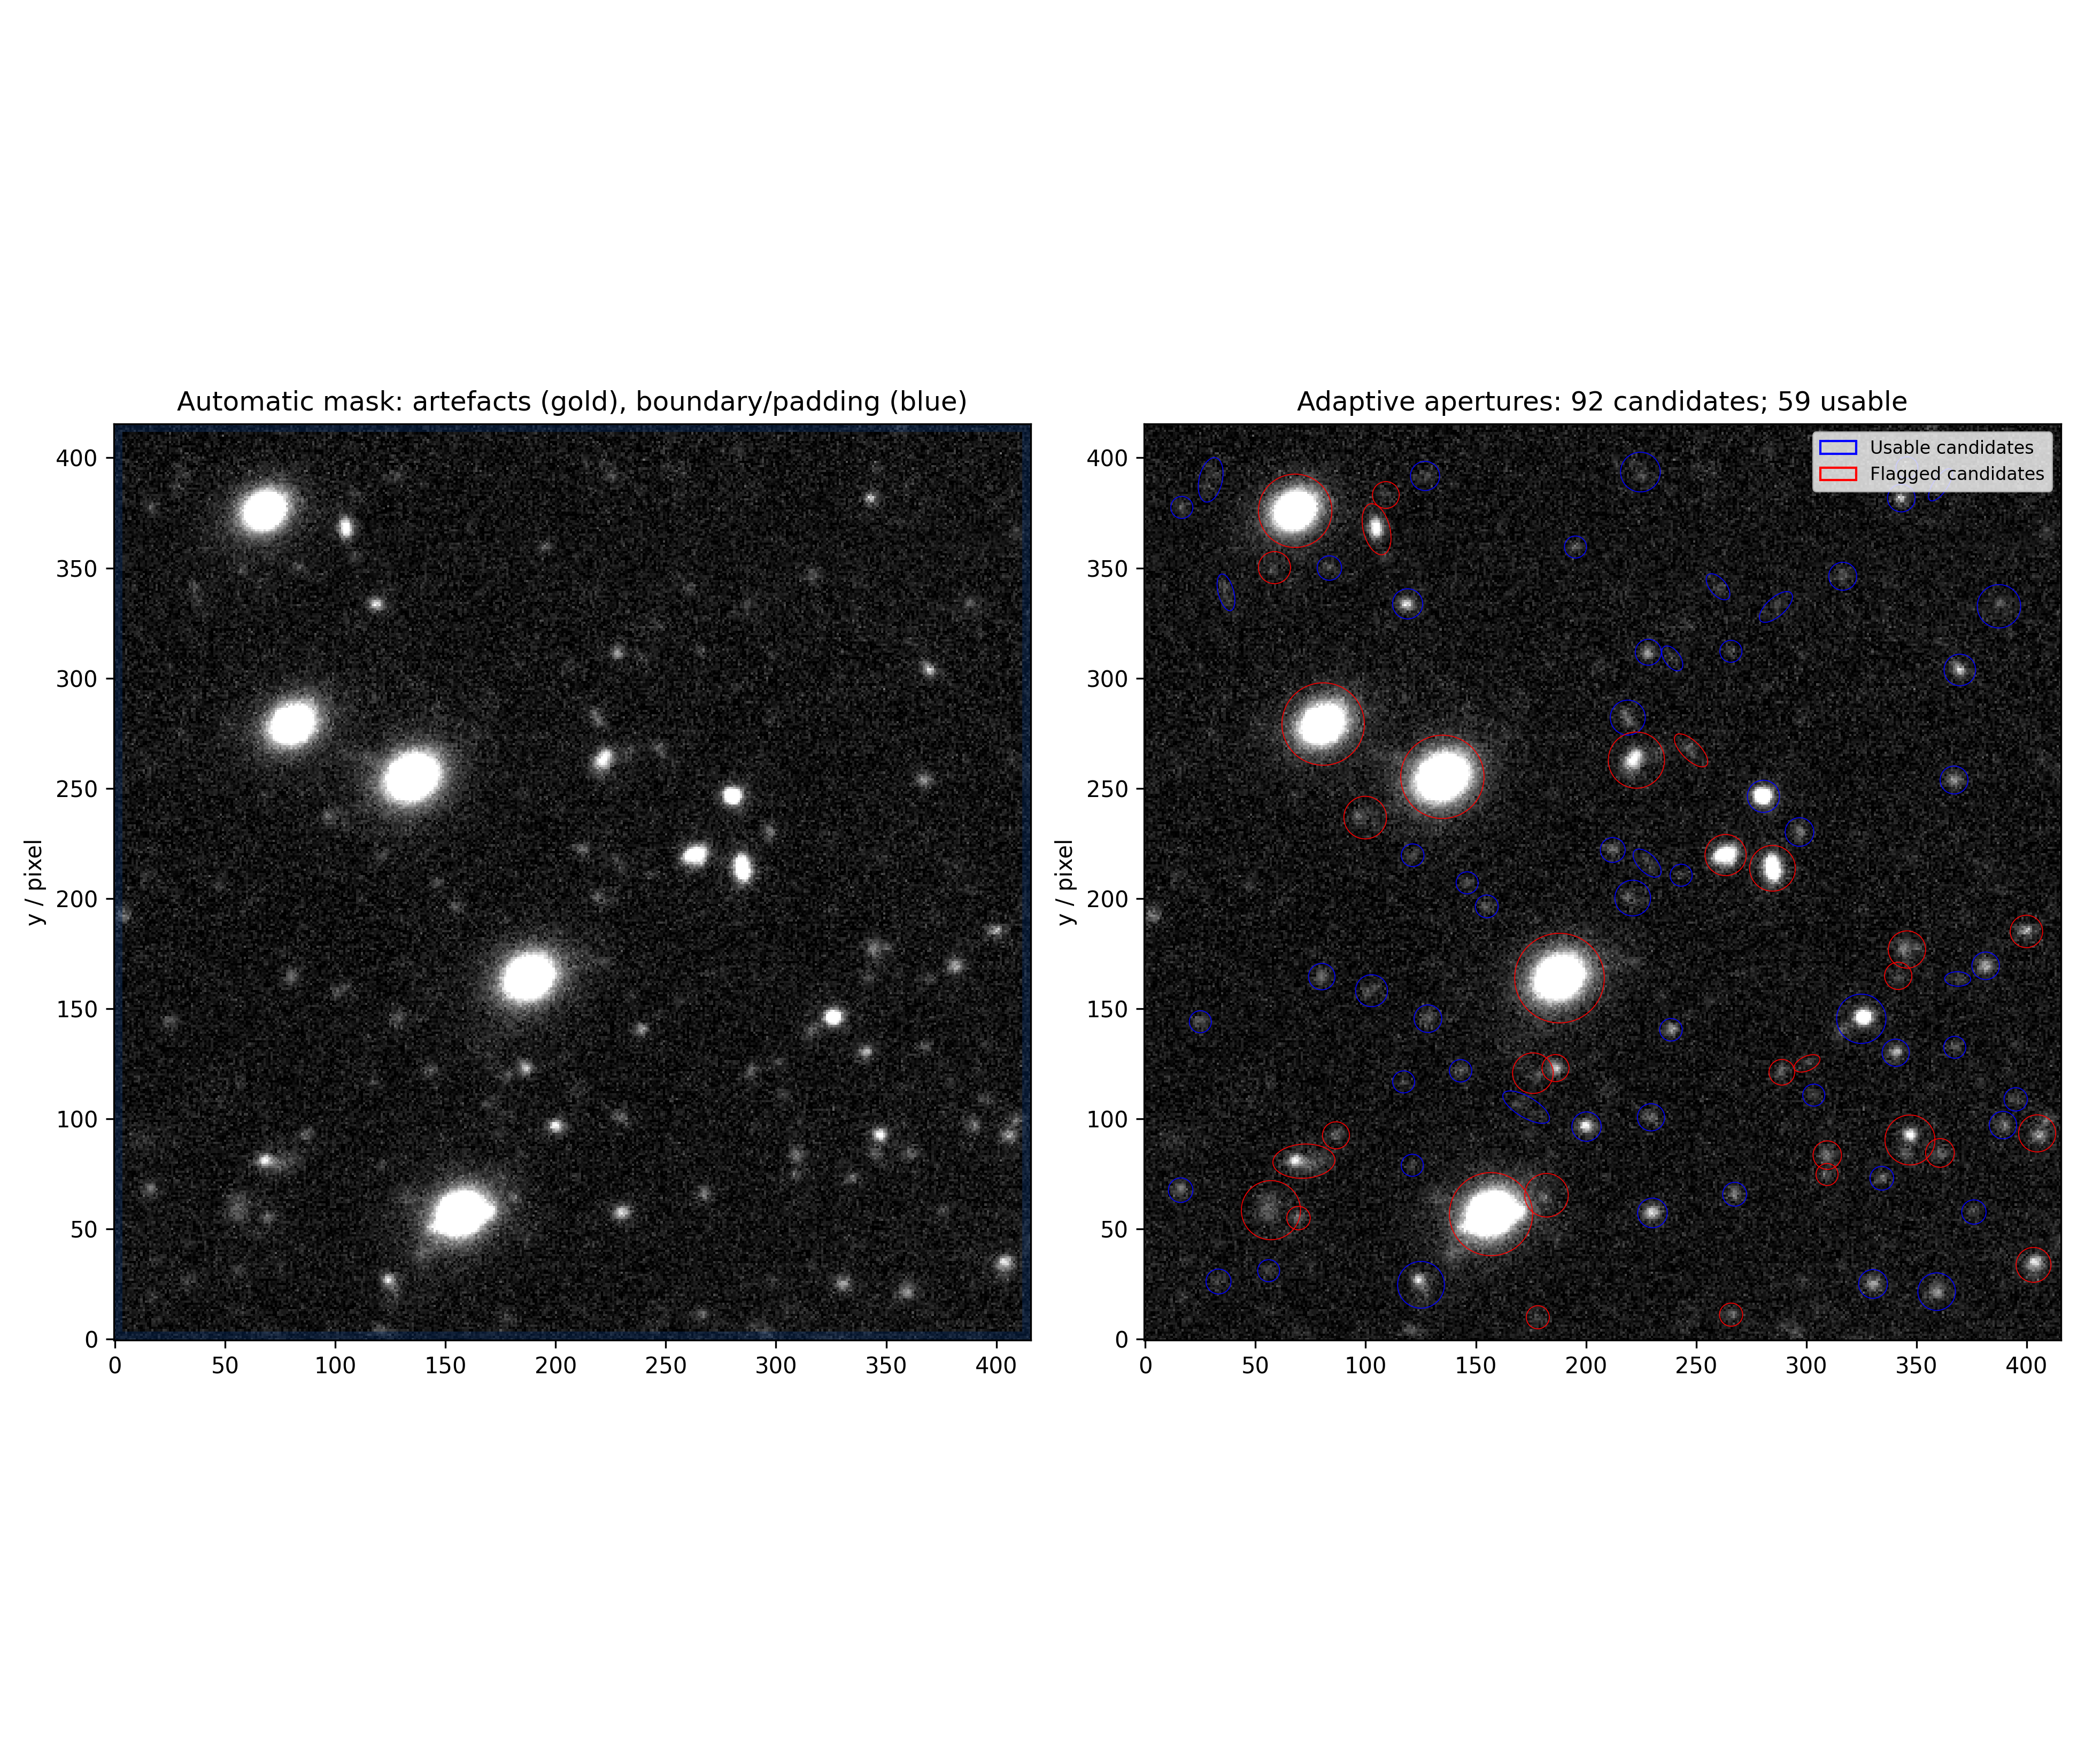 Automatic mask: artefacts (gold), boundary/padding (blue)
y / pixel
400
350
300
250
200
150
100
50
0
0 50 100 150 200 250 300 350 400
Adaptive apertures: 92 candidates; 59 usable
Usable candidates
Flagged candidates
y / pixel
400
350
300
250
200
150
100
50
0
0 50 100 150 200 250 300 350 400